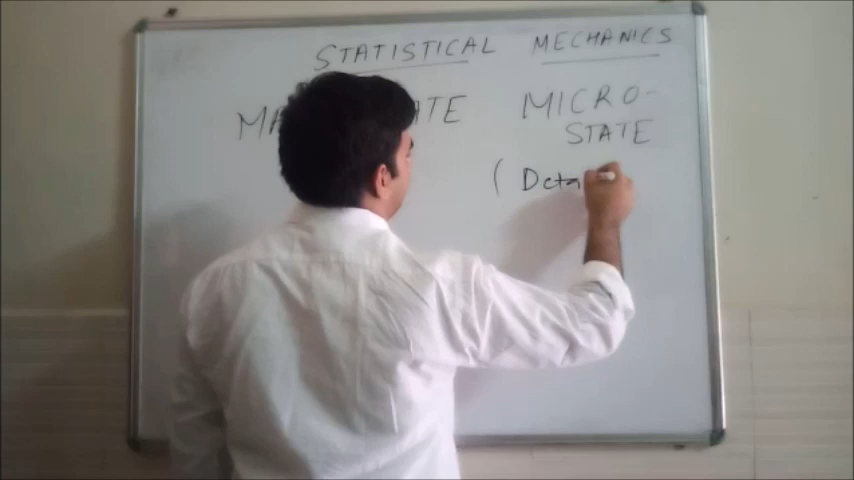 STATISTICAL MECHANICS
MICRO-
STATE
( Deta